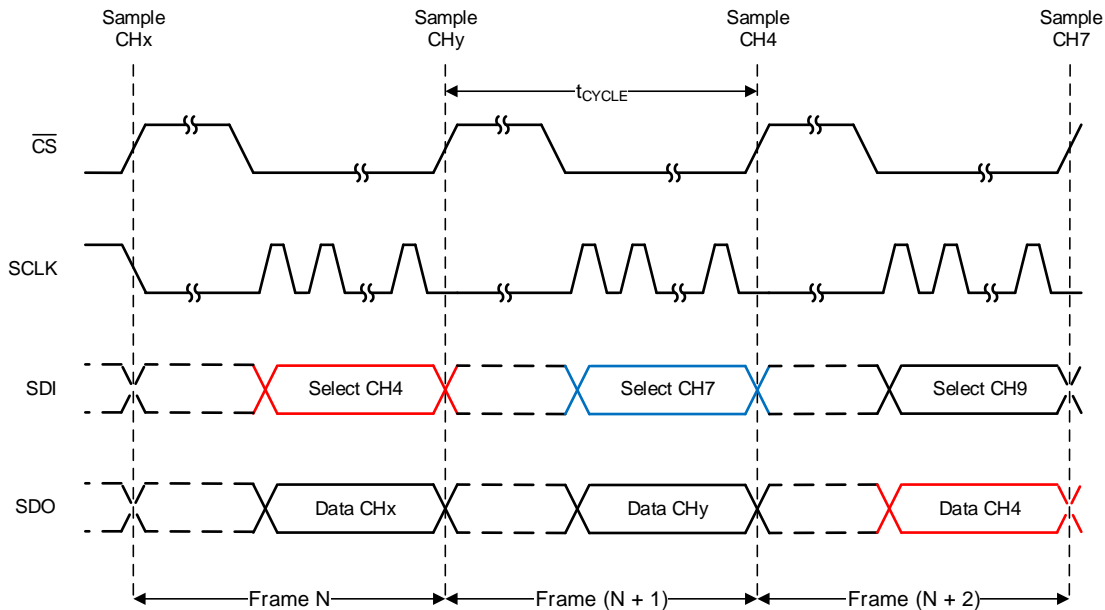 Sample CHx
Sample CHy
Sample CH4
Sample CH7
tCYCLE
CS
SCLK
SDI
Select CH4
Select CH7
Select CH9
SDO
Data CHx
Data CHy
Data CH4
Frame N
Frame (N + 1)
Frame (N + 2)